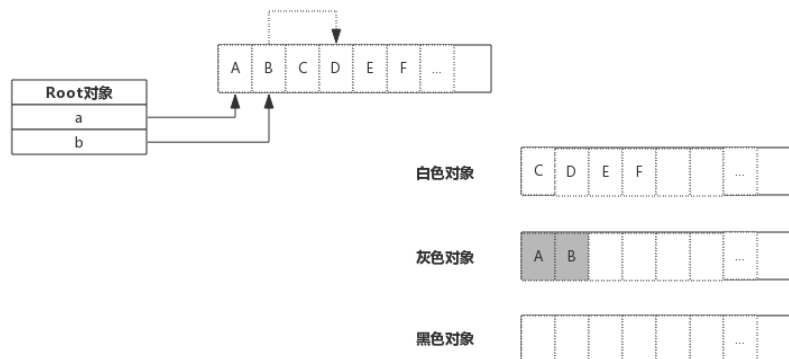 A B C D E F ...
Root对象
a
b
白色对象 C D E F ...
灰色对象 A B ...
黑色对象 ...